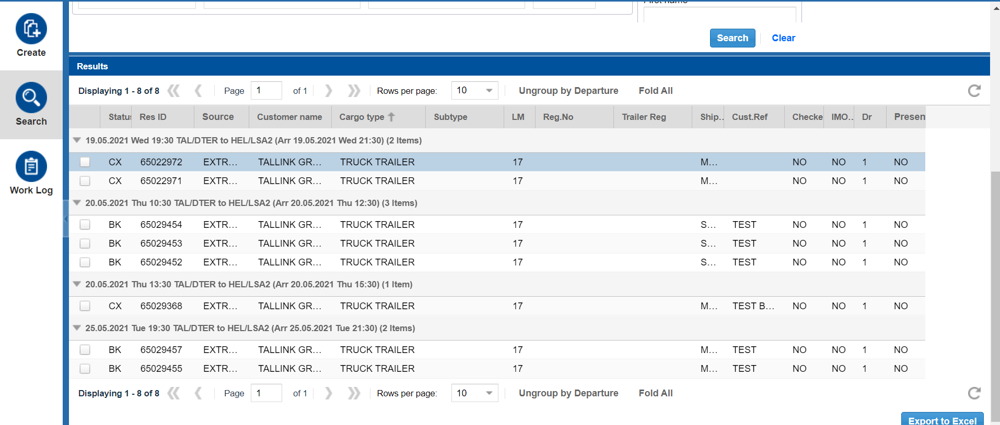 First name
Create
Search Clear
Results
Search
Displaying 1 - 8 of 8 Page 1 of 1 Rows per page: 10 Ungroup by Departure Fold All
Status Res ID Source Customer name Cargo type Subtype LM Reg.No Trailer Reg Ship.. Cust.Ref Checke IMO.. Dr Presen
19.05.2021 Wed 19:30 TAL/DTER to HEL/LSA2 (Arr 19.05.2021 Wed 21:30) (2 Items)
CX 65022972 EXTR... TALLINK GR... TRUCK TRAILER 17 M... NO NO 1 NO
CX 65022971 EXTR... TALLINK GR... TRUCK TRAILER 17 M... NO NO 1 NO
Work Log
20.05.2021 Thu 10:30 TAL/DTER to HEL/LSA2 (Arr 20.05.2021 Thu 12:30) (3 Items)
BK 65029454 EXTR... TALLINK GR... TRUCK TRAILER 17 S... TEST NO NO 1 NO
BK 65029453 EXTR... TALLINK GR... TRUCK TRAILER 17 S... TEST NO NO 1 NO
BK 65029452 EXTR... TALLINK GR... TRUCK TRAILER 17 S... TEST NO NO 1 NO
20.05.2021 Thu 13:30 TAL/DTER to HEL/LSA2 (Arr 20.05.2021 Thu 15:30) (1 Item)
CX 65029368 EXTR... TALLINK GR... TRUCK TRAILER 17 M... TEST B... NO NO 1 NO
25.05.2021 Tue 19:30 TAL/DTER to HEL/LSA2 (Arr 25.05.2021 Tue 21:30) (2 Items)
BK 65029457 EXTR... TALLINK GR... TRUCK TRAILER 17 M... TEST NO NO 1 NO
BK 65029455 EXTR... TALLINK GR... TRUCK TRAILER 17 M... TEST NO NO 1 NO
Displaying 1 - 8 of 8 Page 1 of 1 Rows per page: 10 Ungroup by Departure Fold All
Export to Excel